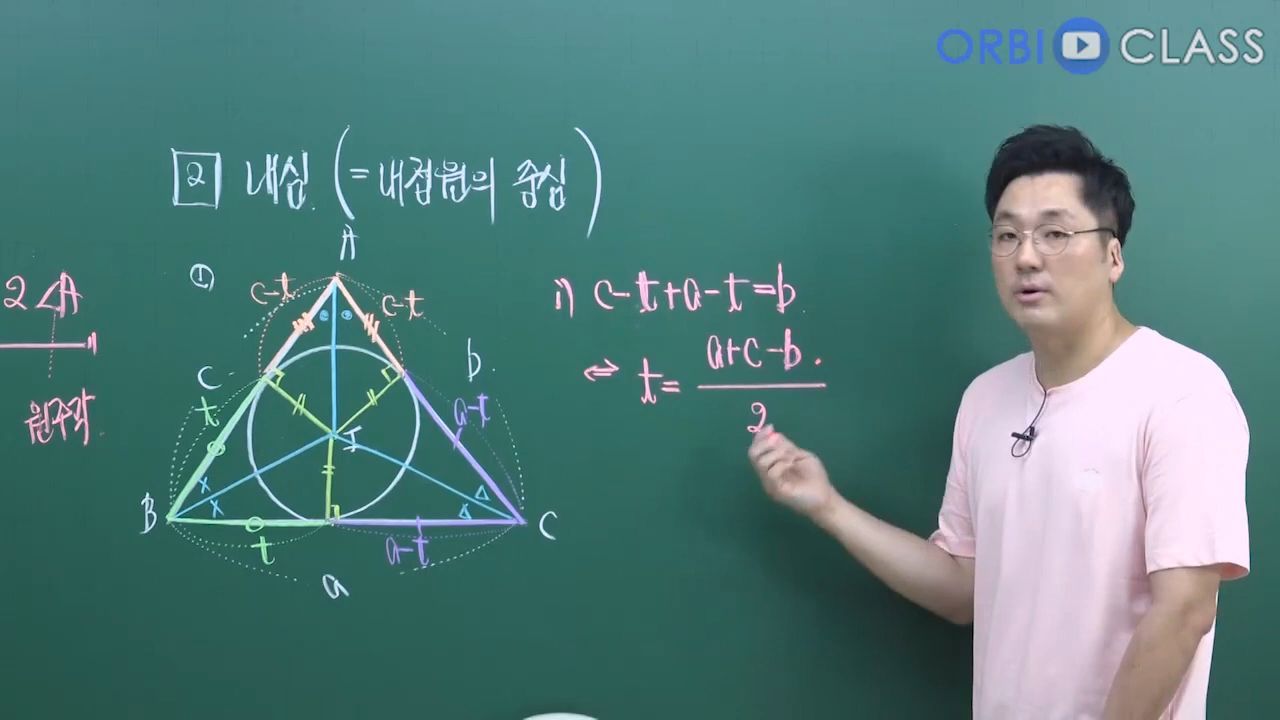 ORBI CLASS
2 내심 (= 내접원의 중심)
2∠A
원주각
①
A
c-t
c-t
c
b
t
a-t
I
B
C
t
a-t
a
i) c-t+a-t=b
⇔ t= a+c-b
2